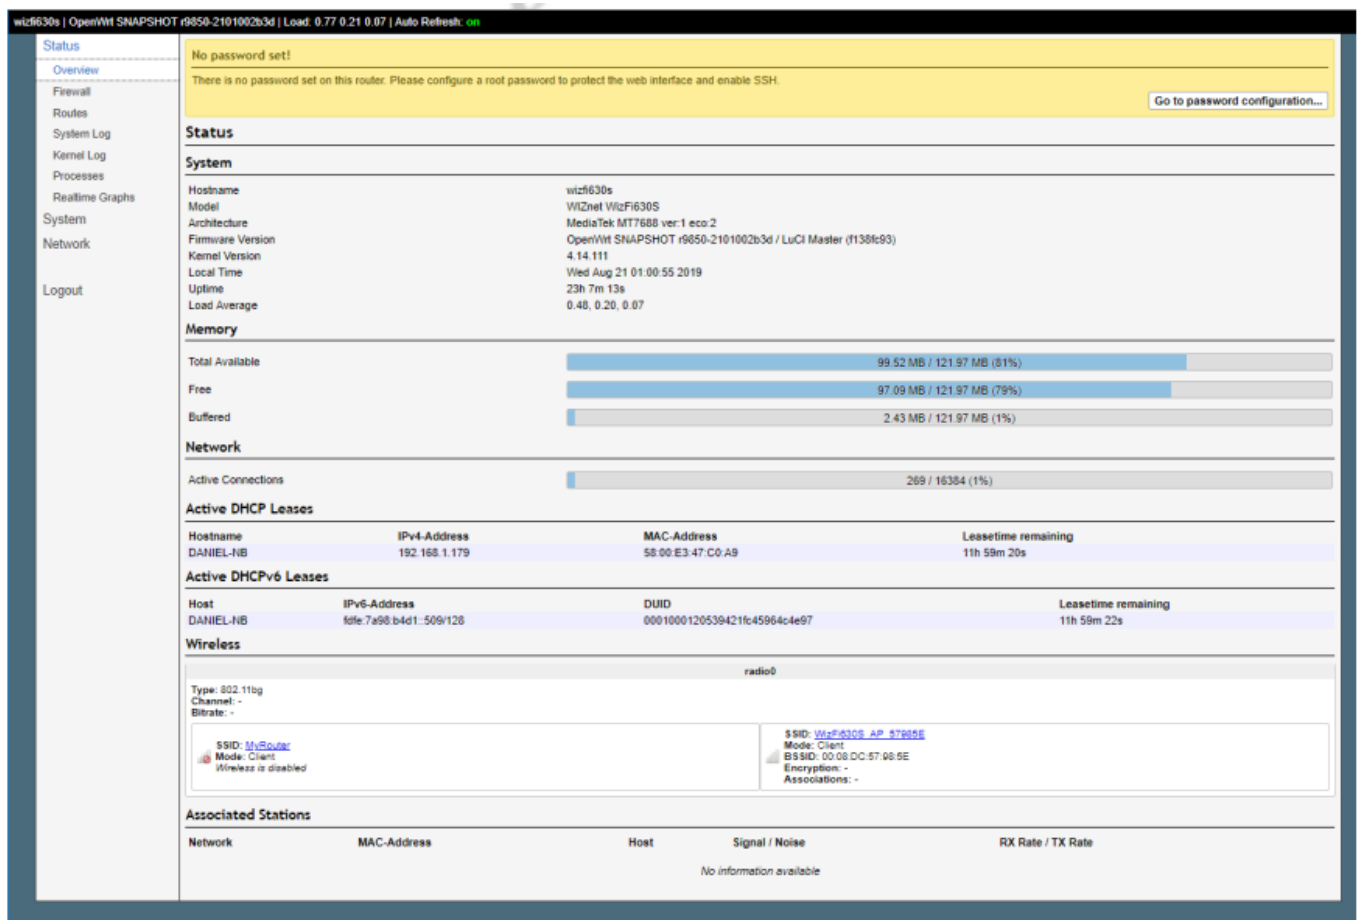 wizfi630s | OpenWrt SNAPSHOT r9850-2101002b3d | Load: 0.77 0.21 0.07 | Auto Refresh: on
Status
Overview
Firewall
Routes
System Log
Kernel Log
Processes
Realtime Graphs
System
Network
Logout
No password set!
There is no password set on this router. Please configure a root password to protect the web interface and enable SSH.
Go to password configuration...
Status
System
Hostname wizfi630s
Model WIZnet WizFi630S
Architecture MediaTek MT7688 ver:1 eco:2
Firmware Version OpenWrt SNAPSHOT r9850-2101002b3d / LuCI Master (f138fc93)
Kernel Version 4.14.111
Local Time Wed Aug 21 01:00:55 2019
Uptime 23h 7m 13s
Load Average 0.48, 0.20, 0.07
Memory
Total Available 99.52 MB / 121.97 MB (81%)
Free 97.09 MB / 121.97 MB (79%)
Buffered 2.43 MB / 121.97 MB (1%)
Network
Active Connections 269 / 16384 (1%)
Active DHCP Leases
Hostname IPv4-Address MAC-Address Leasetime remaining
DANIEL-NB 192.168.1.179 58:00:E3:47:C0:A9 11h 59m 20s
Active DHCPv6 Leases
Host IPv6-Address DUID Leasetime remaining
DANIEL-NB fdfe:7a98:b4d1::509/128 0001000120539421fc45964c4e97 11h 59m 22s
Wireless
radio0
Type: 802.11bg
Channel: -
Bitrate: -
SSID: MyRouter
Mode: Client
Wireless is disabled
SSID: WizFi630S_AP_57985E
Mode: Client
BSSID: 00:08:DC:57:98:5E
Encryption: -
Associations: -
Associated Stations
Network MAC-Address Host Signal / Noise RX Rate / TX Rate
No information available